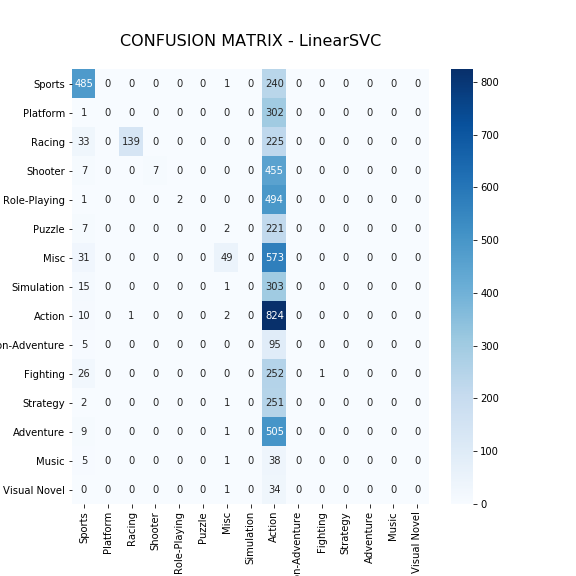 CONFUSION MATRIX - LinearSVC
Sports 485 0 0 0 0 0 1 0 240 0 0 0 0 0 0
Platform 1 0 0 0 0 0 0 0 302 0 0 0 0 0 0
Racing 33 0 139 0 0 0 0 0 225 0 0 0 0 0 0
Shooter 7 0 0 7 0 0 0 0 455 0 0 0 0 0 0
Role-Playing 1 0 0 0 2 0 0 0 494 0 0 0 0 0 0
Puzzle 7 0 0 0 0 0 2 0 221 0 0 0 0 0 0
Misc 31 0 0 0 0 0 49 0 573 0 0 0 0 0 0
Simulation 15 0 0 0 0 0 1 0 303 0 0 0 0 0 0
Action 10 0 1 0 0 0 2 0 824 0 0 0 0 0 0
on-Adventure 5 0 0 0 0 0 0 0 95 0 0 0 0 0 0
Fighting 26 0 0 0 0 0 0 0 252 0 1 0 0 0 0
Strategy 2 0 0 0 0 0 1 0 251 0 0 0 0 0 0
Adventure 9 0 0 0 0 0 1 0 505 0 0 0 0 0 0
Music 5 0 0 0 0 0 1 0 38 0 0 0 0 0 0
Visual Novel 0 0 0 0 0 0 1 0 34 0 0 0 0 0 0
Sports
Platform
Racing
Shooter
Role-Playing
Puzzle
Misc
Simulation
Action
on-Adventure
Fighting
Strategy
Adventure
Music
Visual Novel
800
700
600
500
400
300
200
100
0